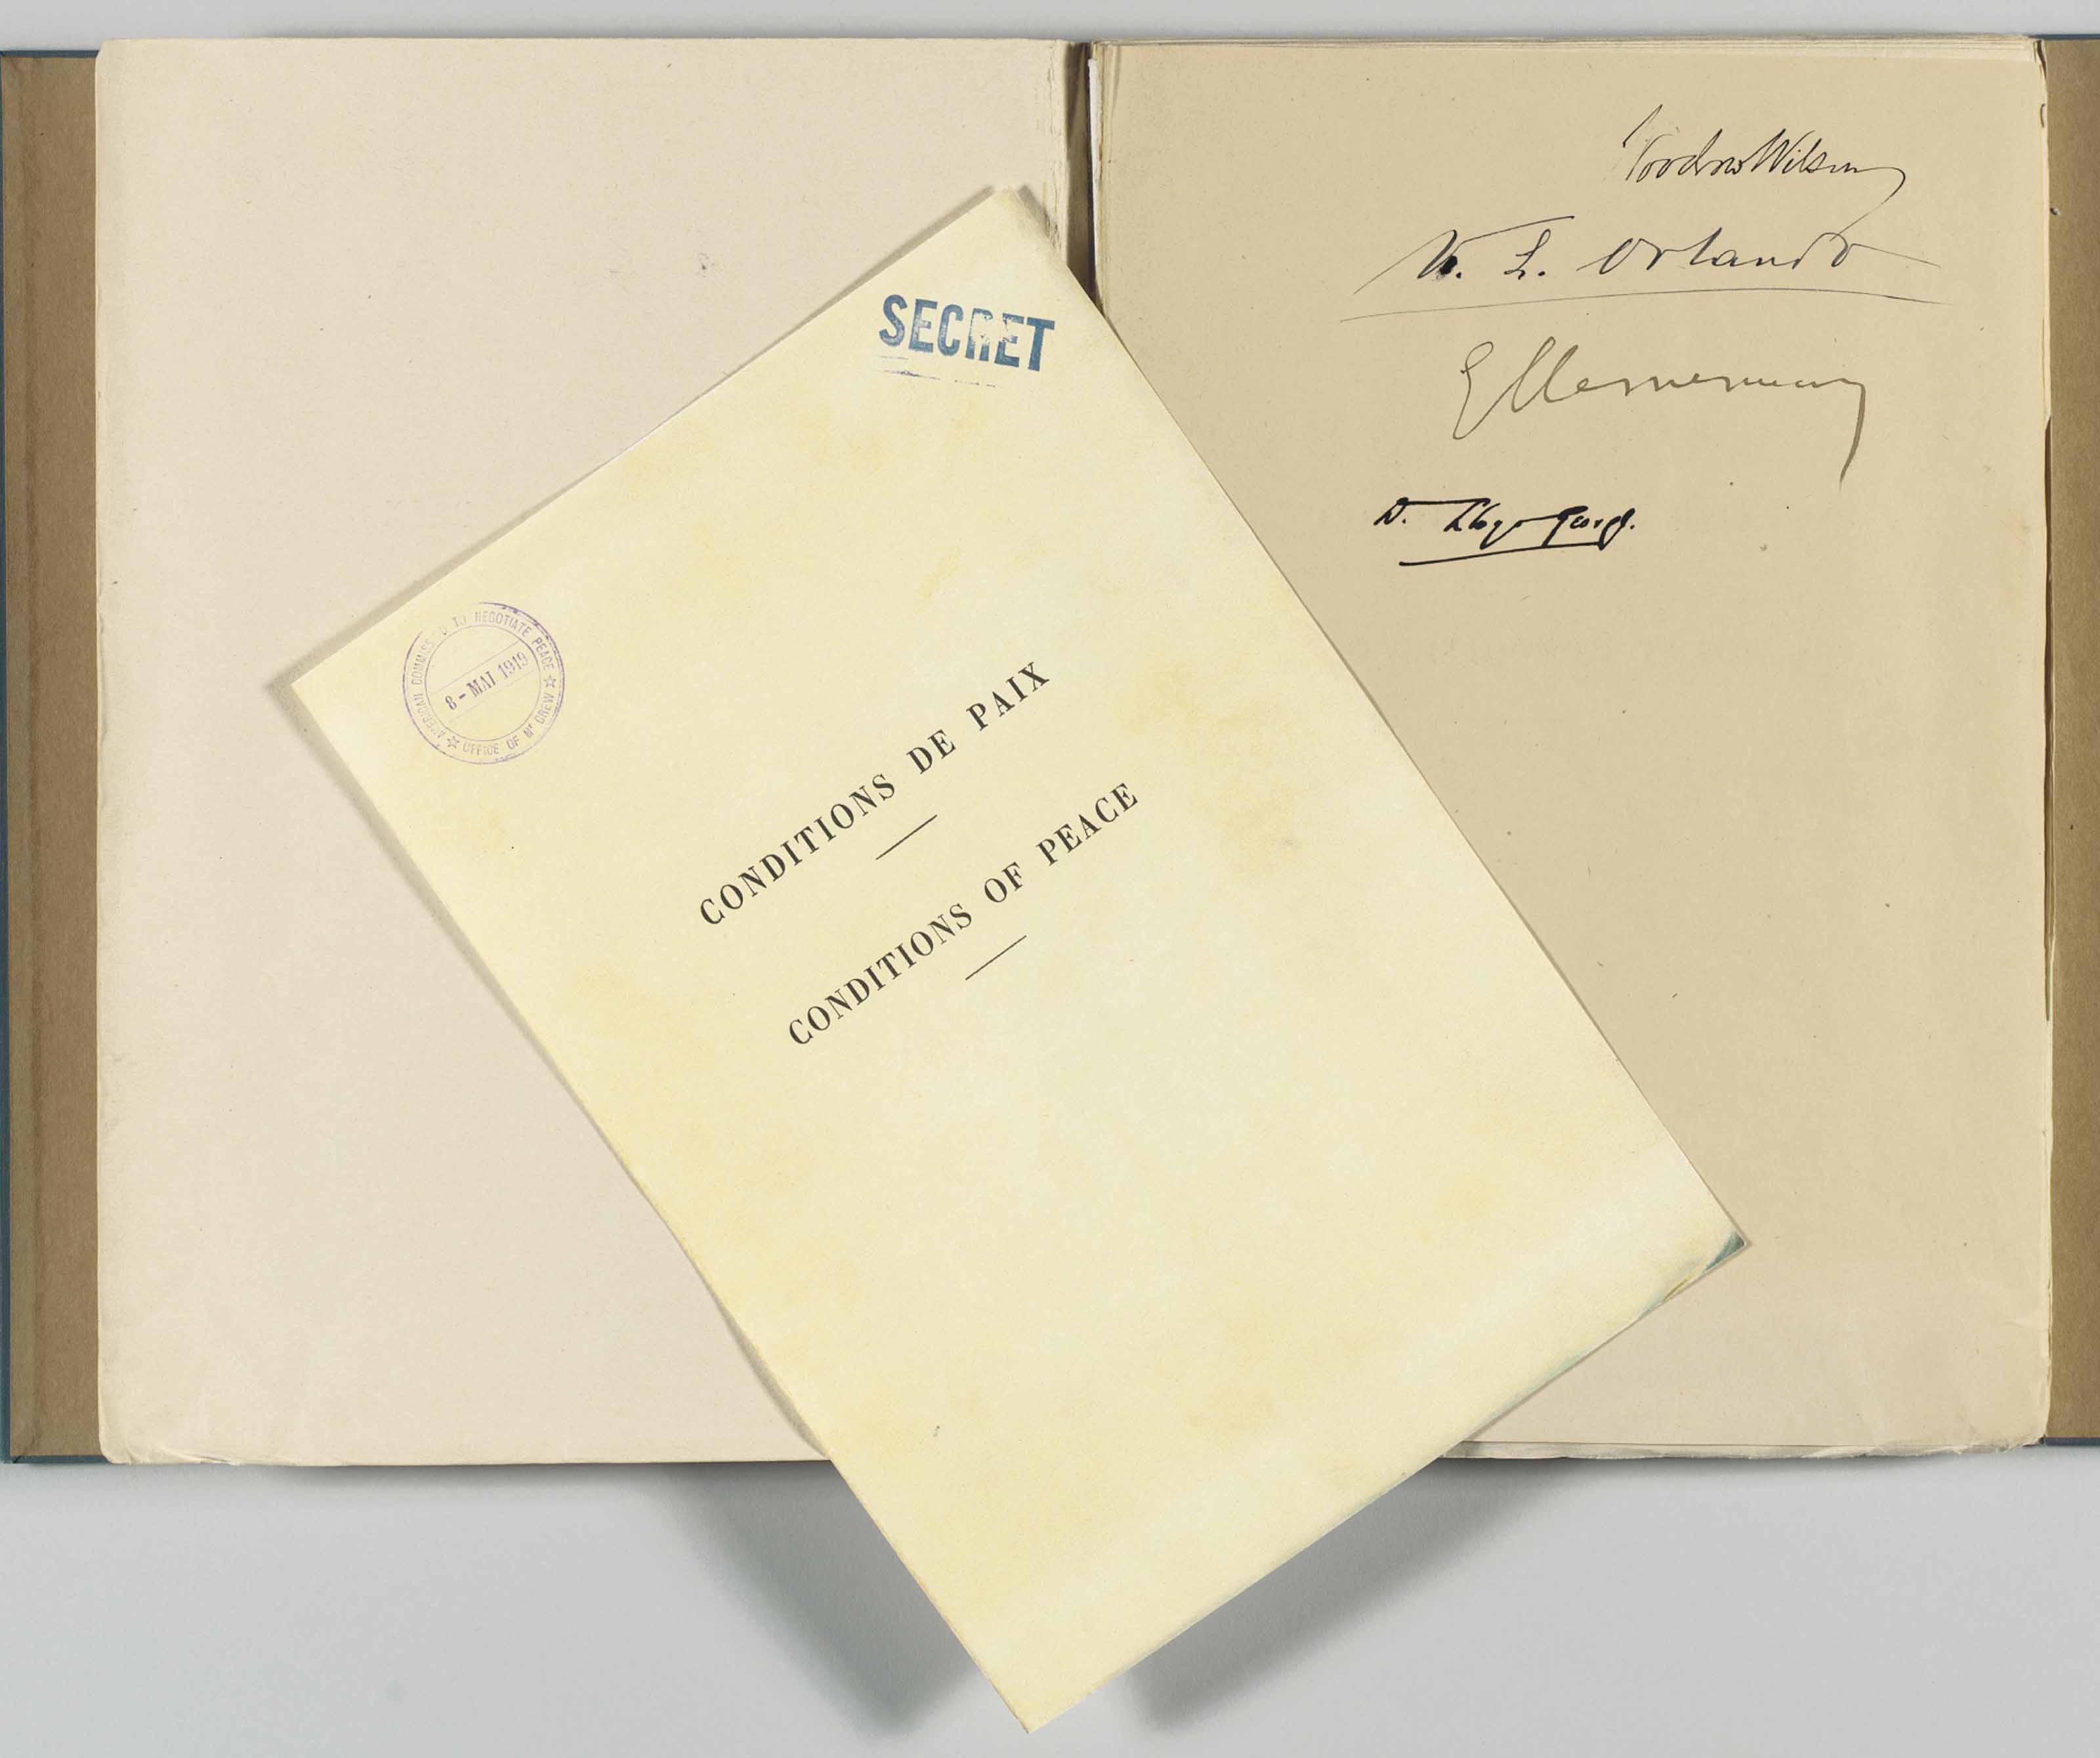 SECRET
AMERICAN COMMISSION TO NEGOTIATE PEACE
8 - MAI 1919
☆ OFFICE OF Mr GREW ☆
CONDITIONS DE PAIX
CONDITIONS OF PEACE
Woodrow Wilson
V. E. Orlando
GClemenceau
D. Lloyd George.